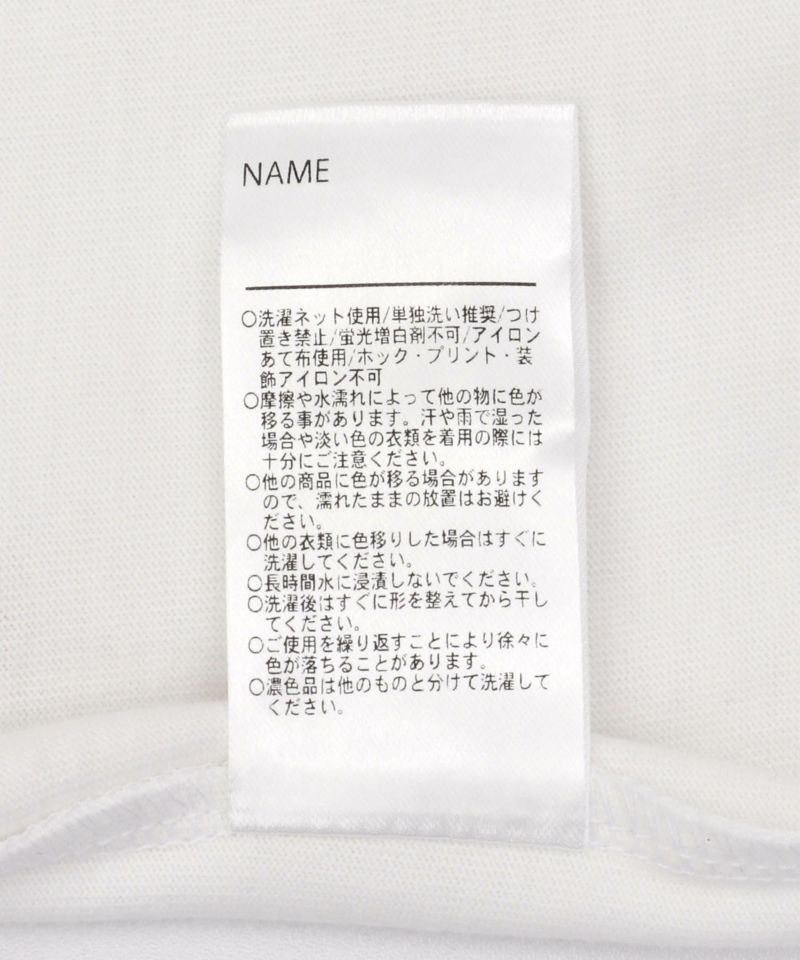 NAME
○洗濯ネット使用/単独洗い推奨/つけ
置き禁止/蛍光増白剤不可/アイロン
あて布使用/ホック・プリント・装
飾アイロン不可
○摩擦や水濡れによって他の物に色が
移る事があります。汗や雨で湿った
場合や淡い色の衣類を着用の際には
十分にご注意ください。
○他の商品に色が移る場合があります
ので、濡れたままの放置はお避けく
ださい。
○他の衣類に色移りした場合はすぐに
洗濯してください。
○長時間水に浸漬しないでください。
○洗濯後はすぐに形を整えてから干し
てください。
○ご使用を繰り返すことにより徐々に
色が落ちることがあります。
○濃色品は他のものと分けて洗濯して
ください。